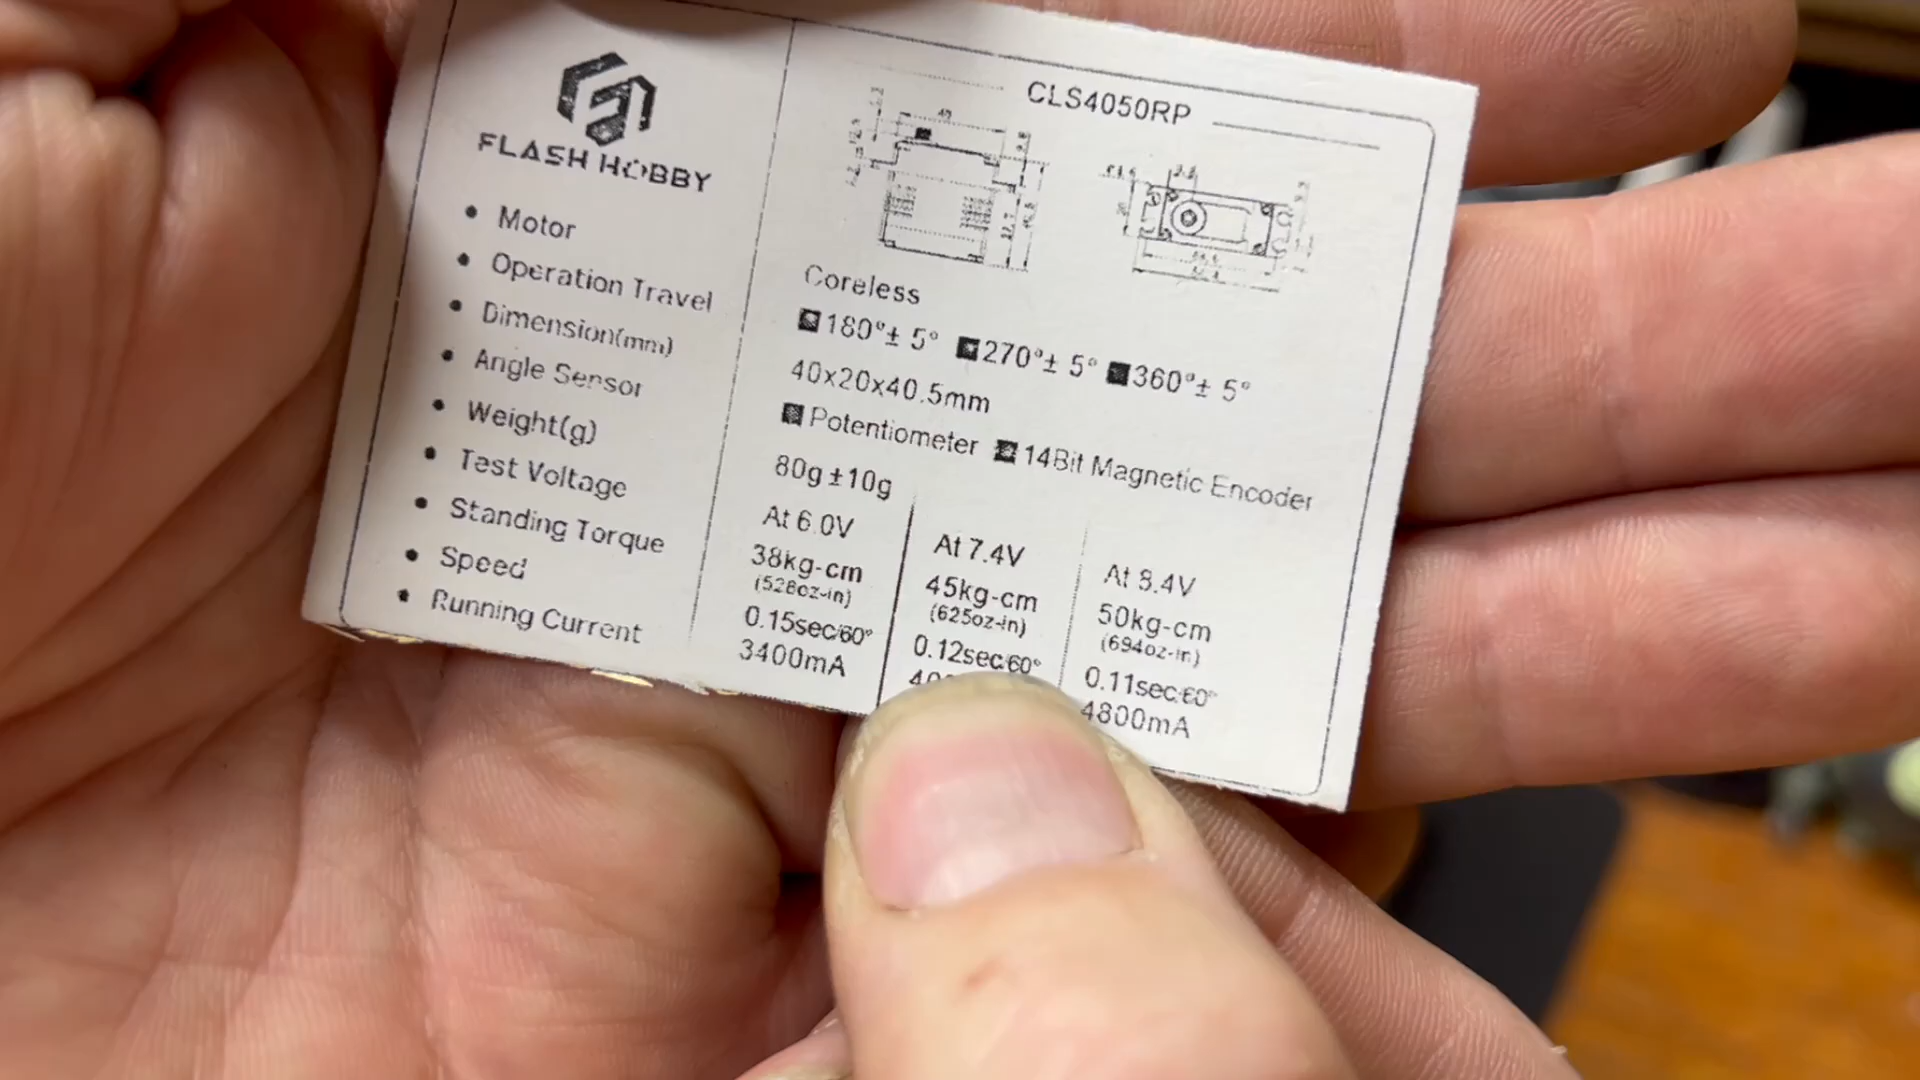 FLASH HOBBY
CLS4050RP
• Motor
Coreless
• Operation Travel
180°± 5° 270°± 5° 360°± 5°
• Dimension(mm)
40x20x40.5mm
• Angle Sensor
Potentiometer 14Bit Magnetic Encoder
• Weight(g)
80g ±10g
• Test Voltage
At 6.0V At 7.4V At 8.4V
• Standing Torque
38kg-cm 45kg-cm 50kg-cm
(528oz-in) (625oz-in) (694oz-in)
• Speed
0.15sec/60° 0.12sec/60° 0.11sec/60°
• Running Current
3400mA 4800mA